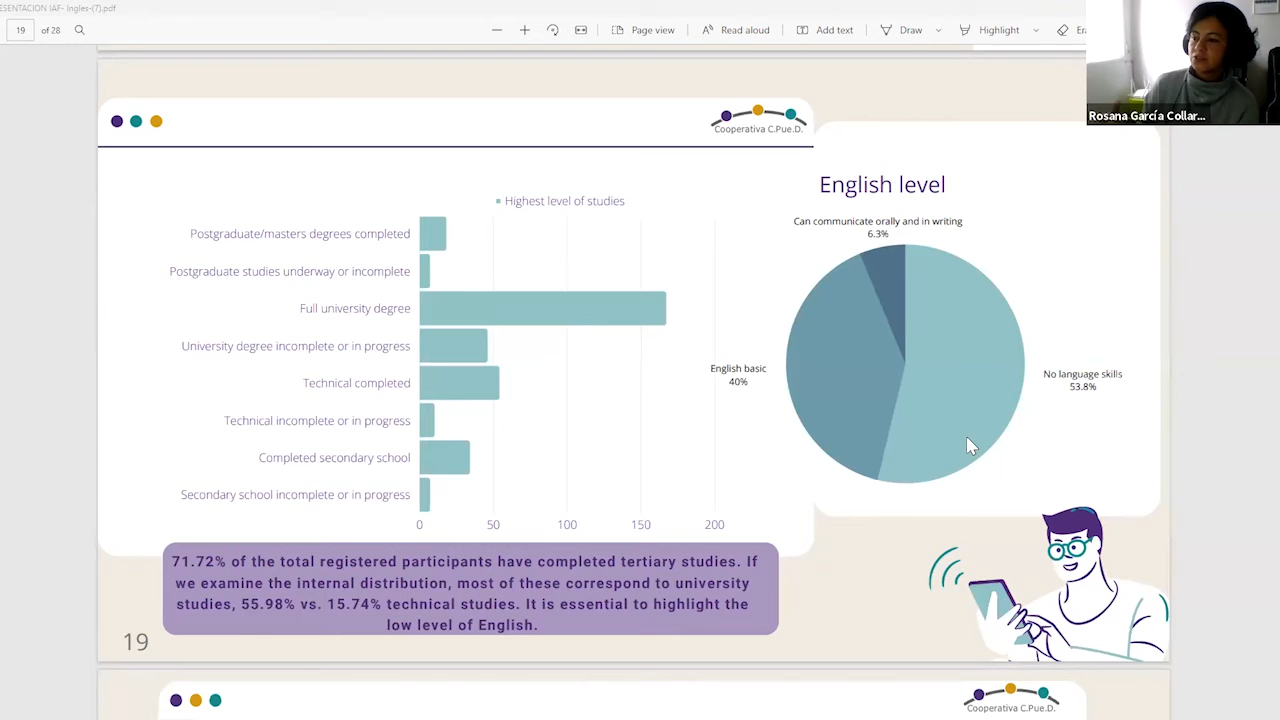 ESENTACION IAF- Ingles-(7).pdf
19 of 28
Page view
Read aloud
Add text
Draw
Highlight
Rosana García Collar...
Cooperativa C.Pue.D.
Highest level of studies
Postgraduate/masters degrees completed
Postgraduate studies underway or incomplete
Full university degree
University degree incomplete or in progress
Technical completed
Technical incomplete or in progress
Completed secondary school
Secondary school incomplete or in progress
0 50 100 150 200
English level
Can communicate orally and in writing
6.3%
English basic
40%
No language skills
53.8%
71.72% of the total registered participants have completed tertiary studies. If
we examine the internal distribution, most of these correspond to university
studies, 55.98% vs. 15.74% technical studies. It is essential to highlight the
low level of English.
19
Cooperativa C.Pue.D.